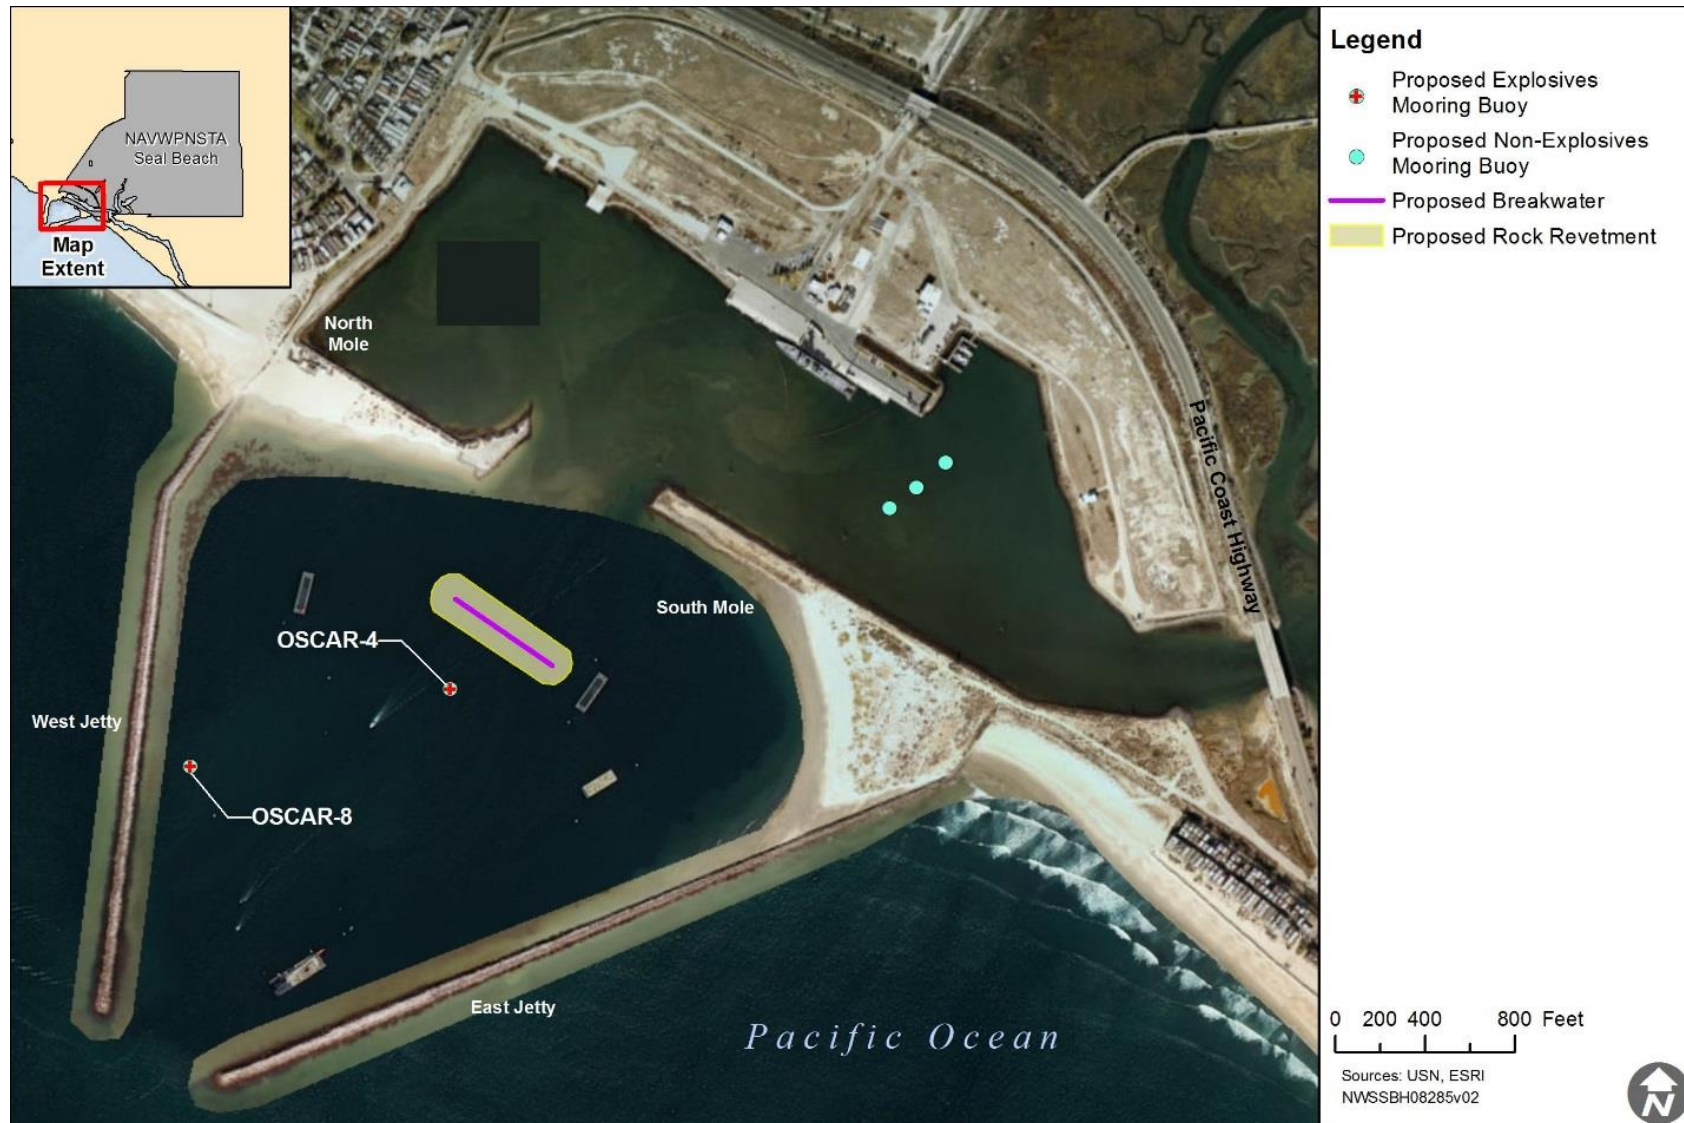 NAVWPNSTA
Seal Beach
Map
Extent
North
Mole
Pacific Coast Highway
South Mole
OSCAR-4
West Jetty
OSCAR-8
East Jetty
Pacific Ocean
Legend
Proposed Explosives
Mooring Buoy
Proposed Non-Explosives
Mooring Buoy
Proposed Breakwater
Proposed Rock Revetment
0 200 400 800 Feet
Sources: USN, ESRI
NWSSBH08285v02
N